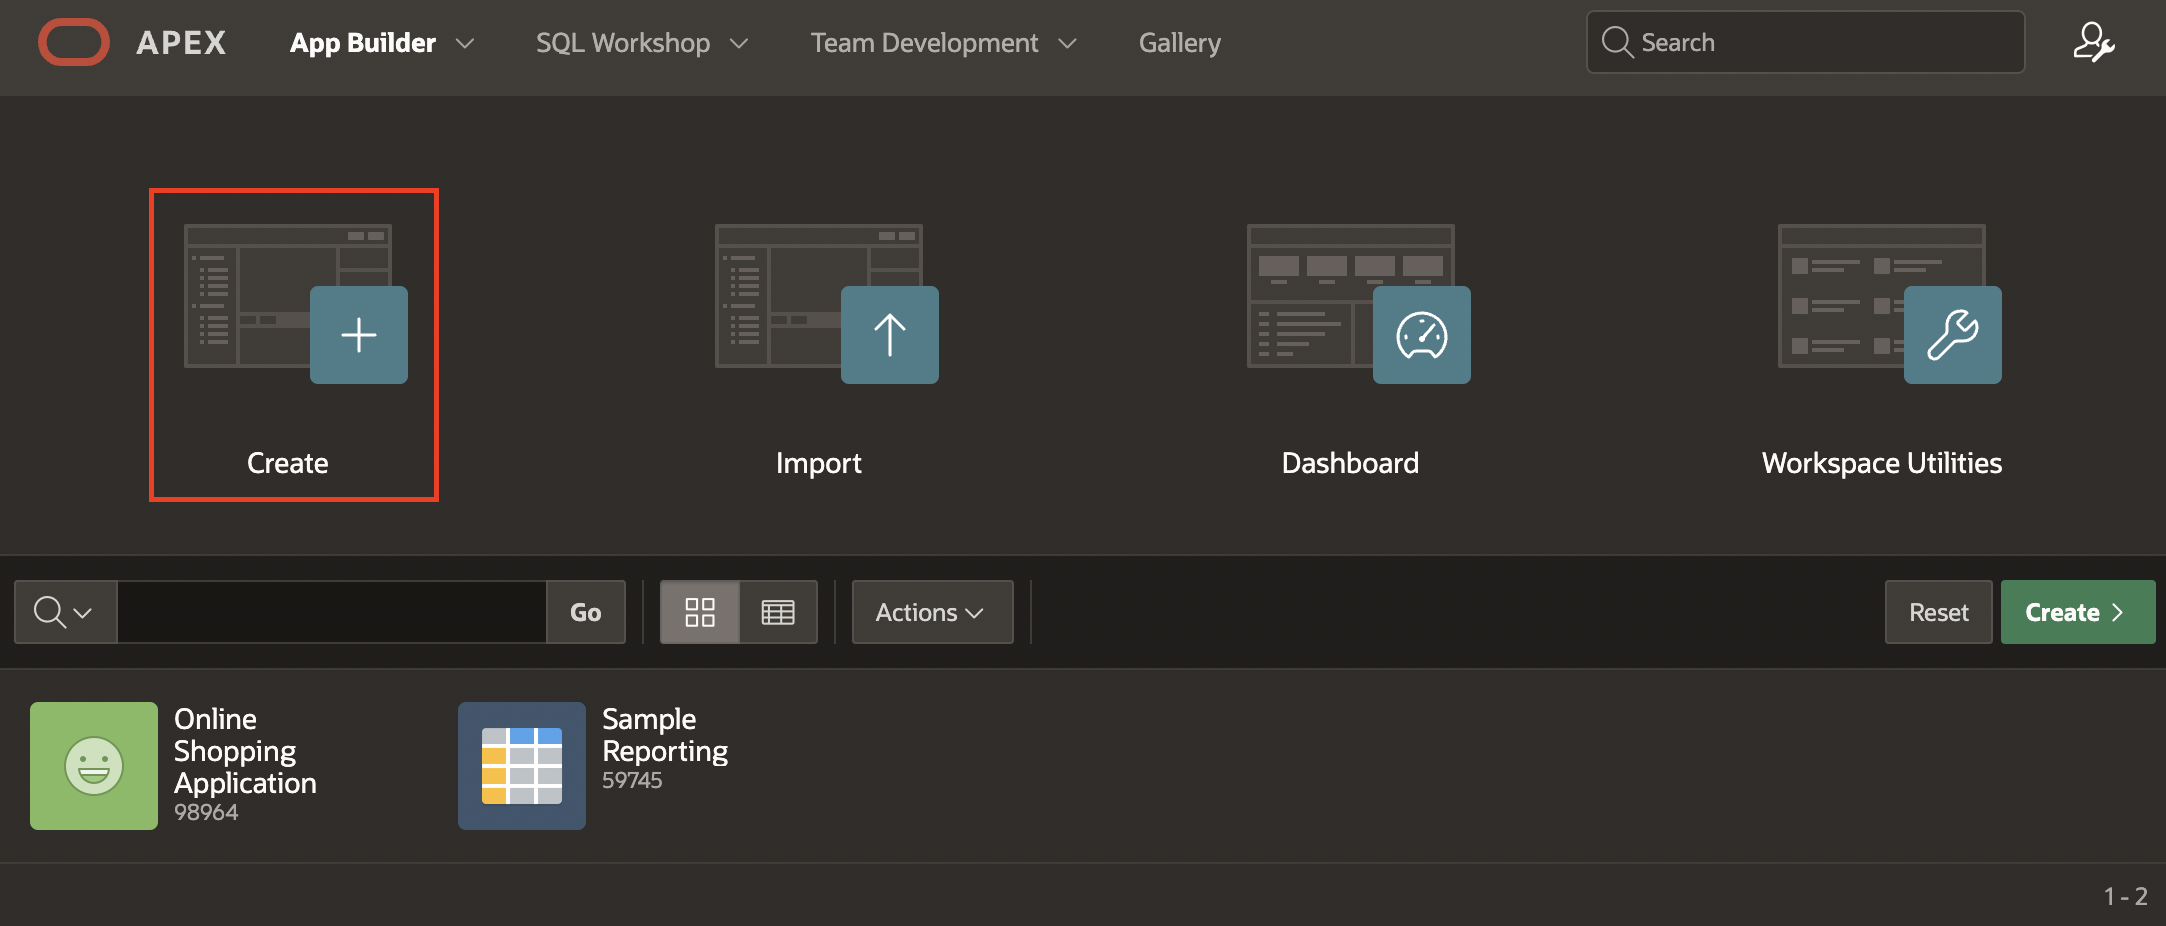 APEX
App Builder
SQL Workshop
Team Development
Gallery
Search
Create
Import
Dashboard
Workspace Utilities
Go
Actions
Reset
Create
Online
Shopping
Application
98964
Sample
Reporting
59745
1 - 2